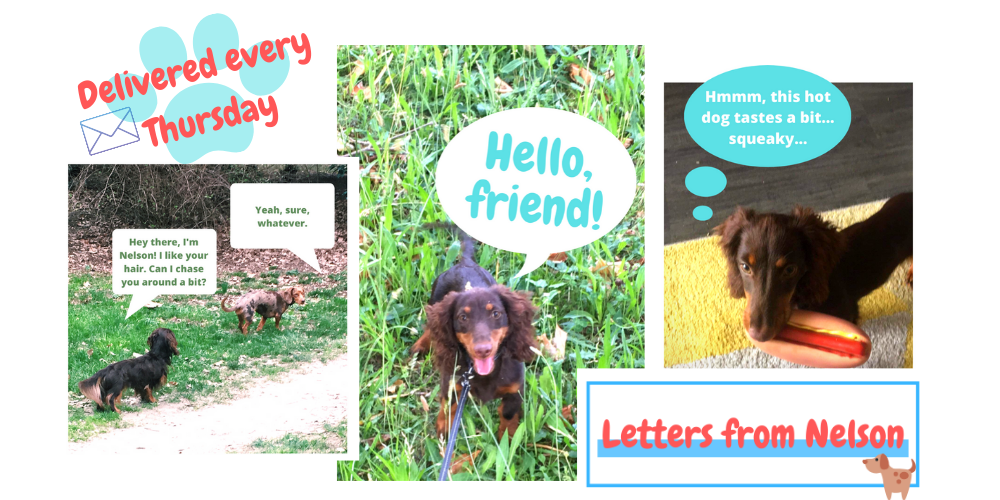 Delivered every
Thursday
Hey there, I'm
Nelson! I like your
hair. Can I chase
you around a bit?
Yeah, sure,
whatever.
Hello,
friend!
Hmmm, this hot
dog tastes a bit...
squeaky...
Letters from Nelson